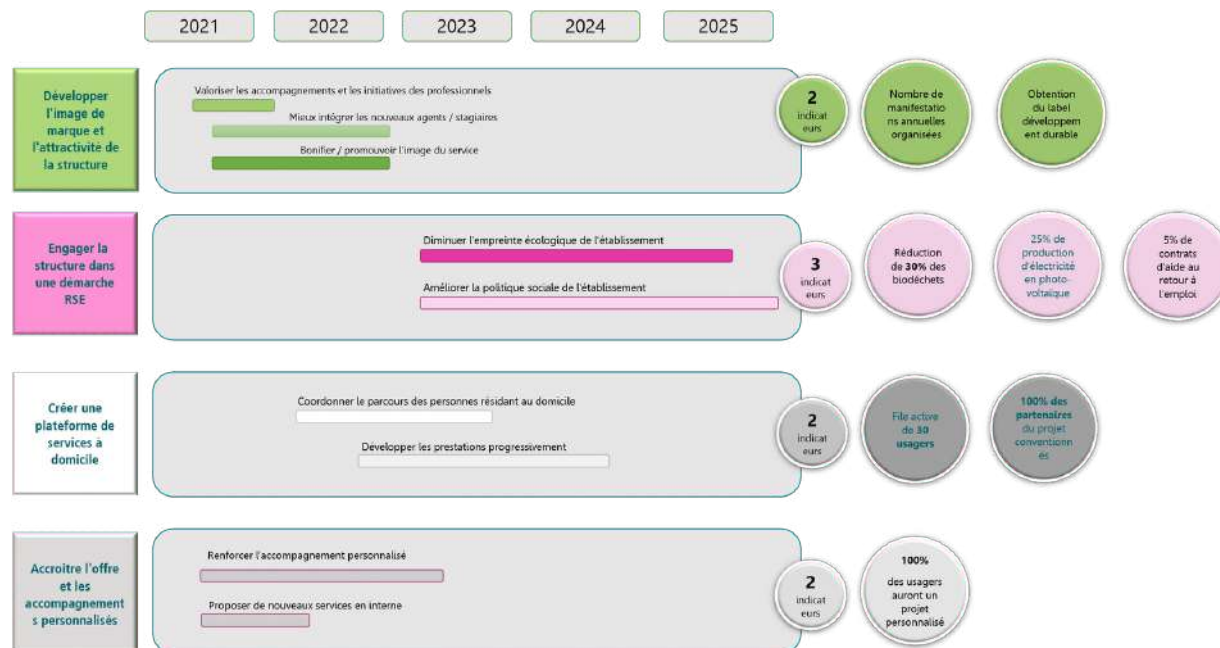 2021
2022
2023
2024
2025
Développer
l'image de
marque et
l'attractivité de
la structure
Valoriser les accompagnements et les initiatives des professionnels
Mieux intégrer les nouveaux agents / stagiaires
Bonifier / promouvoir l'image du service
2
indicat
eurs
Nombre de
manifestatio
ns annuelles
organisées
Obtention
du label
développem
ent durable
Engager la
structure dans
une démarche
RSE
Diminuer l'empreinte écologique de l'établissement
Améliorer la politique sociale de l'établissement
3
indicat
eurs
Réduction
de 30% des
biodéchets
25% de
production
d'électricité
en photo-
voltaïque
5% de
contrats
d'aide au
retour à
l'emploi
Créer une
plateforme de
services à
domicile
Coordonner le parcours des personnes résidant au domicile
Développer les prestations progressivement
2
indicat
eurs
File active
de 30
usagers
100% des
partenaires
du projet
conventionn
és
Accroitre l'offre
et les
accompagnement
s personnalisés
Renforcer l'accompagnement personnalisé
Proposer de nouveaux services en interne
2
indicat
eurs
100%
des usagers
auront un
projet
personnalisé